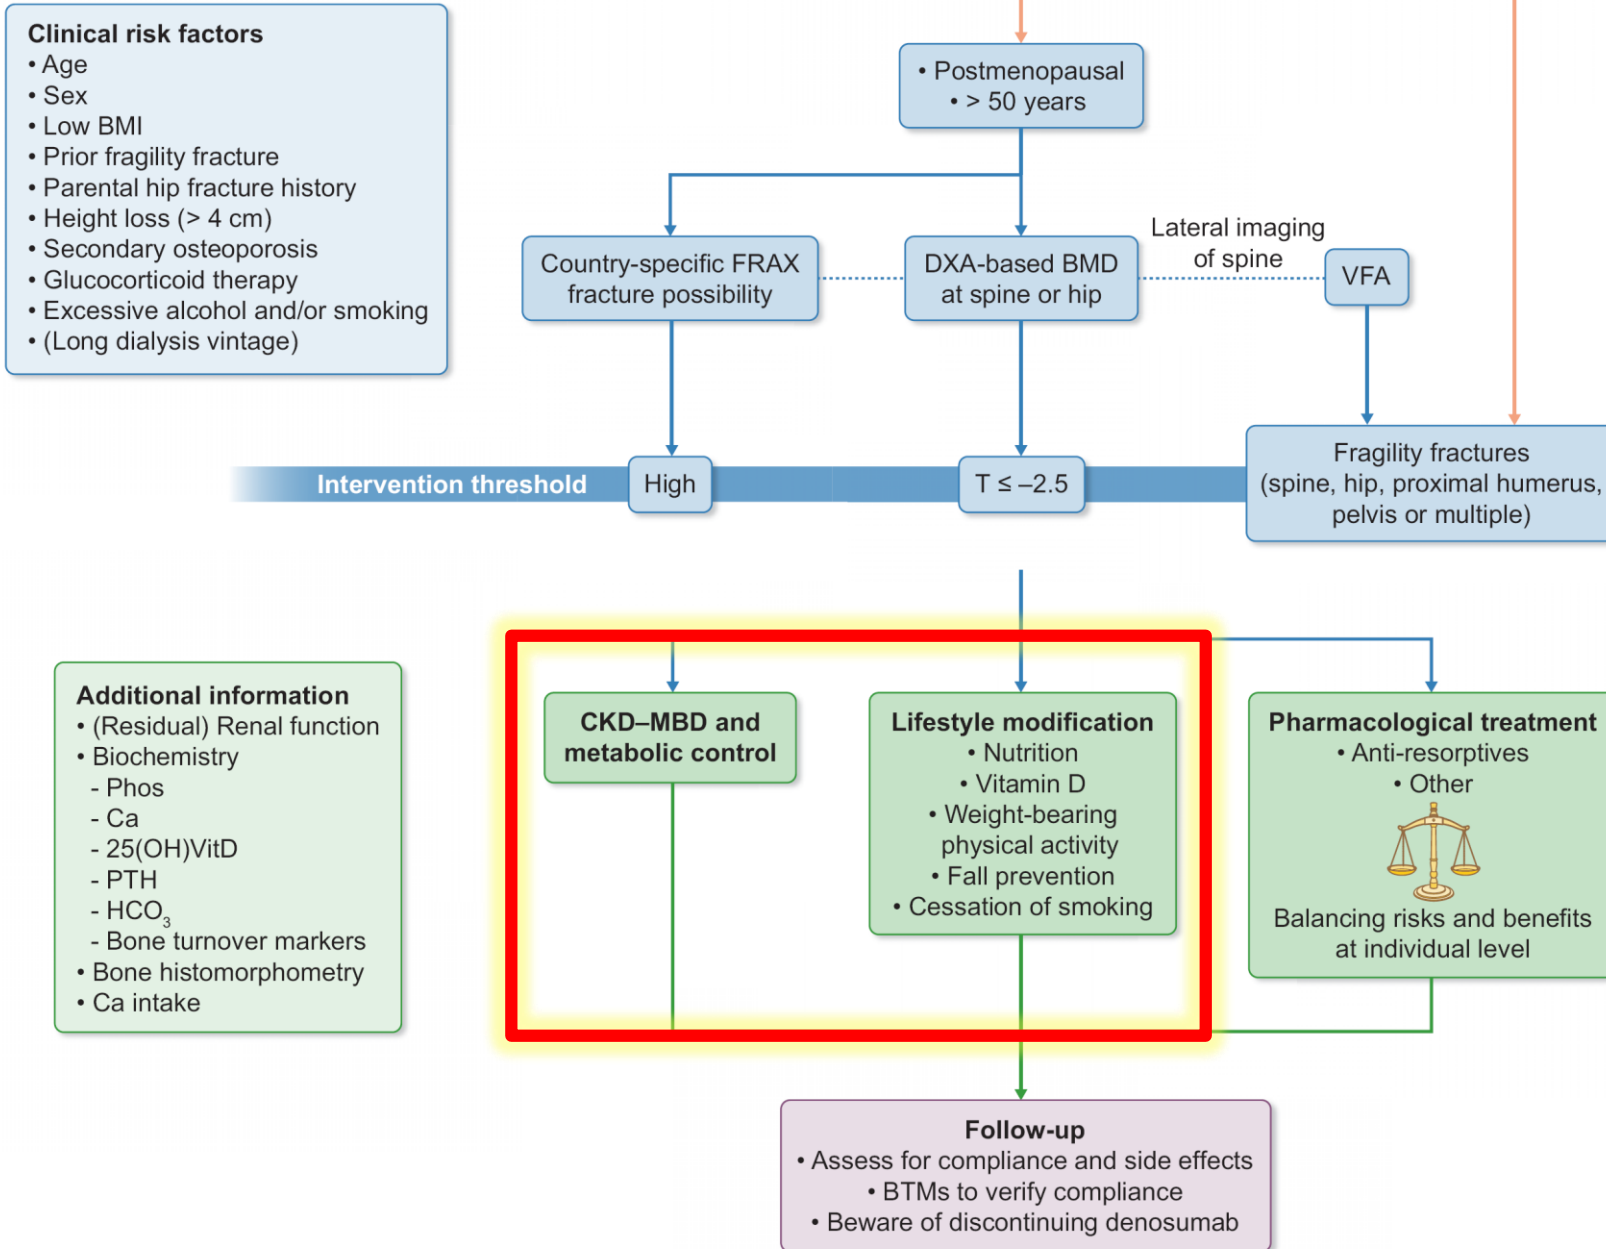 Clinical risk factors
• Age
• Sex
• Low BMI
• Prior fragility fracture
• Parental hip fracture history
• Height loss (> 4 cm)
• Secondary osteoporosis
• Glucocorticoid therapy
• Excessive alcohol and/or smoking
• (Long dialysis vintage)
• Postmenopausal
• > 50 years
Country-specific FRAX
fracture possibility
DXA-based BMD
at spine or hip
Lateral imaging
of spine
VFA
Intervention threshold
High
T ≤ –2.5
Fragility fractures
(spine, hip, proximal humerus,
pelvis or multiple)
Additional information
• (Residual) Renal function
• Biochemistry
- Phos
- Ca
- 25(OH)VitD
- PTH
- HCO₃
- Bone turnover markers
• Bone histomorphometry
• Ca intake
CKD–MBD and
metabolic control
Lifestyle modification
• Nutrition
• Vitamin D
• Weight-bearing
physical activity
• Fall prevention
• Cessation of smoking
Pharmacological treatment
• Anti-resorptives
• Other
Balancing risks and benefits
at individual level
Follow-up
• Assess for compliance and side effects
• BTMs to verify compliance
• Beware of discontinuing denosumab